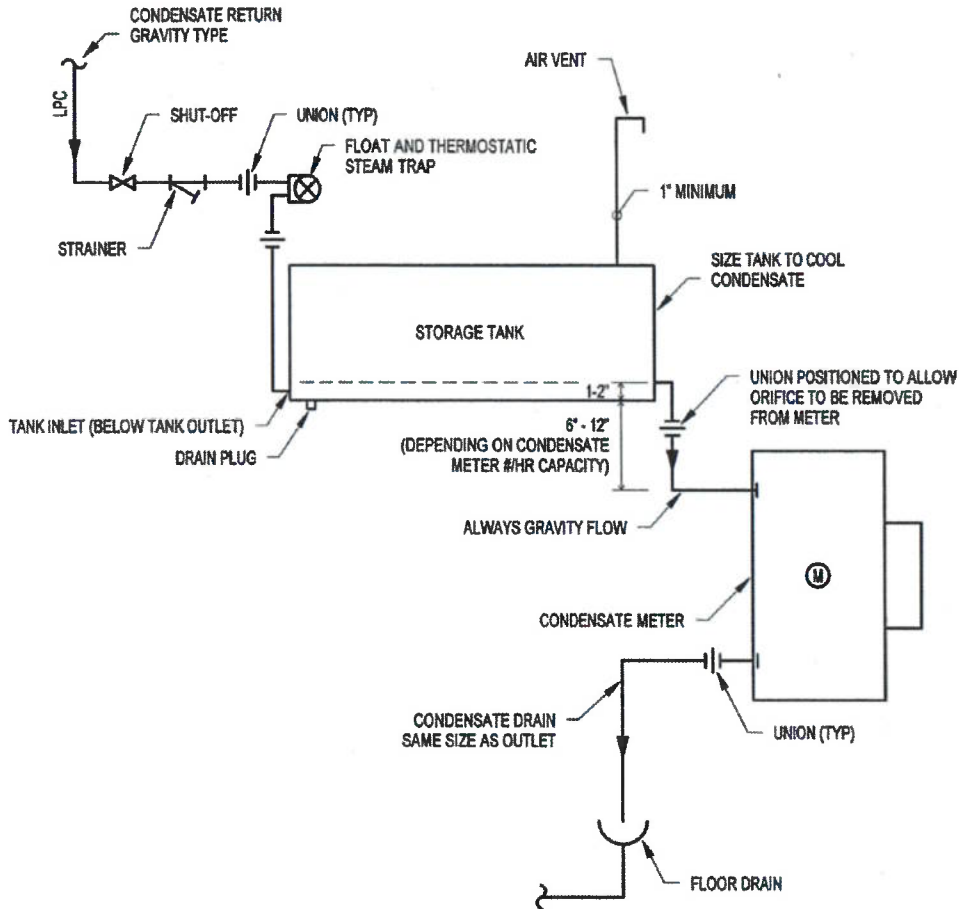 CONDENSATE RETURN
GRAVITY TYPE
LPC
SHUT-OFF
UNION (TYP)
FLOAT AND THERMOSTATIC
STEAM TRAP
STRAINER
AIR VENT
1" MINIMUM
SIZE TANK TO COOL
CONDENSATE
STORAGE TANK
1-2"
TANK INLET (BELOW TANK OUTLET)
DRAIN PLUG
6" - 12"
(DEPENDING ON CONDENSATE
METER #/HR CAPACITY)
UNION POSITIONED TO ALLOW
ORIFICE TO BE REMOVED
FROM METER
ALWAYS GRAVITY FLOW
M
CONDENSATE METER
CONDENSATE DRAIN
SAME SIZE AS OUTLET
UNION (TYP)
FLOOR DRAIN